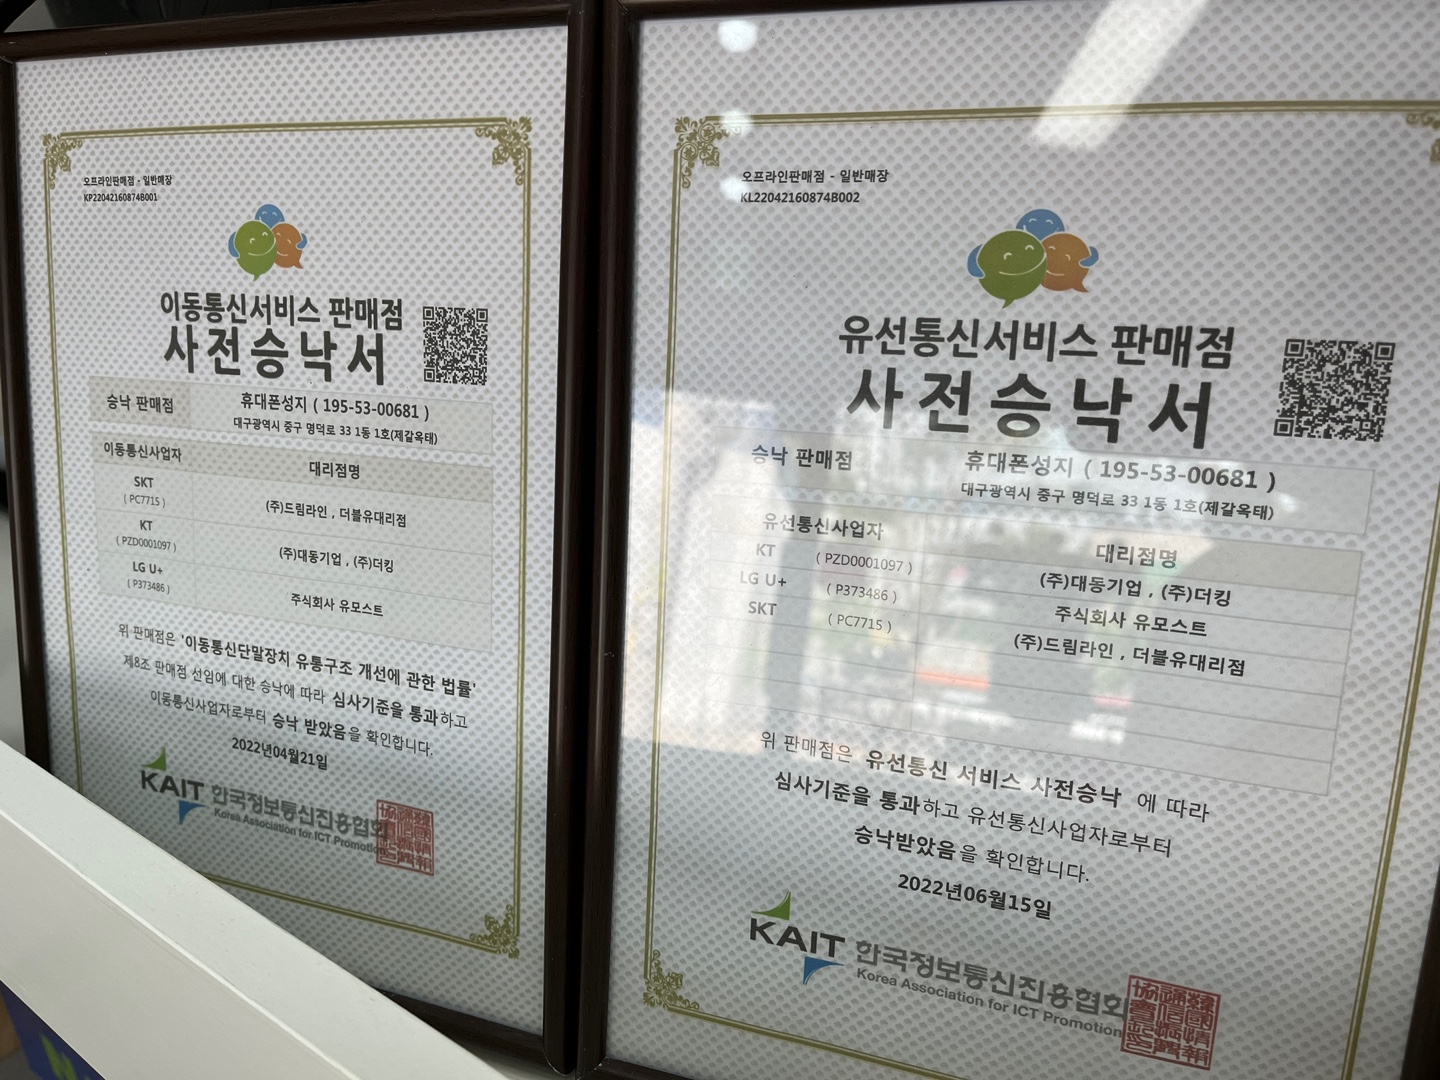 오프라인판매점 - 일반매장
KP22042160874B001
이동통신서비스 판매점
사전승낙서
승낙 판매점
휴대폰성지 ( 195-53-00681 )
대구광역시 중구 명덕로 33 1동 1호(제갈옥태)
이동통신사업자 대리점명
SKT
( PC7715 )
(주)드림라인 , 더블유대리점
KT
( PZD0001097 )
(주)대동기업 , (주)더킹
LG U+
( P373486 )
주식회사 유모스트
위 판매점은 '이동통신단말장치 유통구조 개선에 관한 법률'
제8조 판매점 선임에 대한 승낙에 따라 심사기준을 통과하고
이동통신사업자로부터 승낙 받았음을 확인합니다.
2022년04월21일
KAIT 한국정보통신진흥협회
Korea Association for ICT Promotion
오프라인판매점 - 일반매장
KL22042160874B002
유선통신서비스 판매점
사전승낙서
승낙 판매점
휴대폰성지 ( 195-53-00681 )
대구광역시 중구 명덕로 33 1동 1호(제갈옥태)
유선통신사업자 대리점명
KT ( PZD0001097 ) (주)대동기업 , (주)더킹
LG U+ ( P373486 ) 주식회사 유모스트
SKT ( PC7715 ) (주)드림라인 , 더블유대리점
위 판매점은 유선통신 서비스 사전승낙 에 따라
심사기준을 통과하고 유선통신사업자로부터
승낙받았음을 확인합니다.
2022년06월15일
KAIT 한국정보통신진흥협회
Korea Association for ICT Promotion